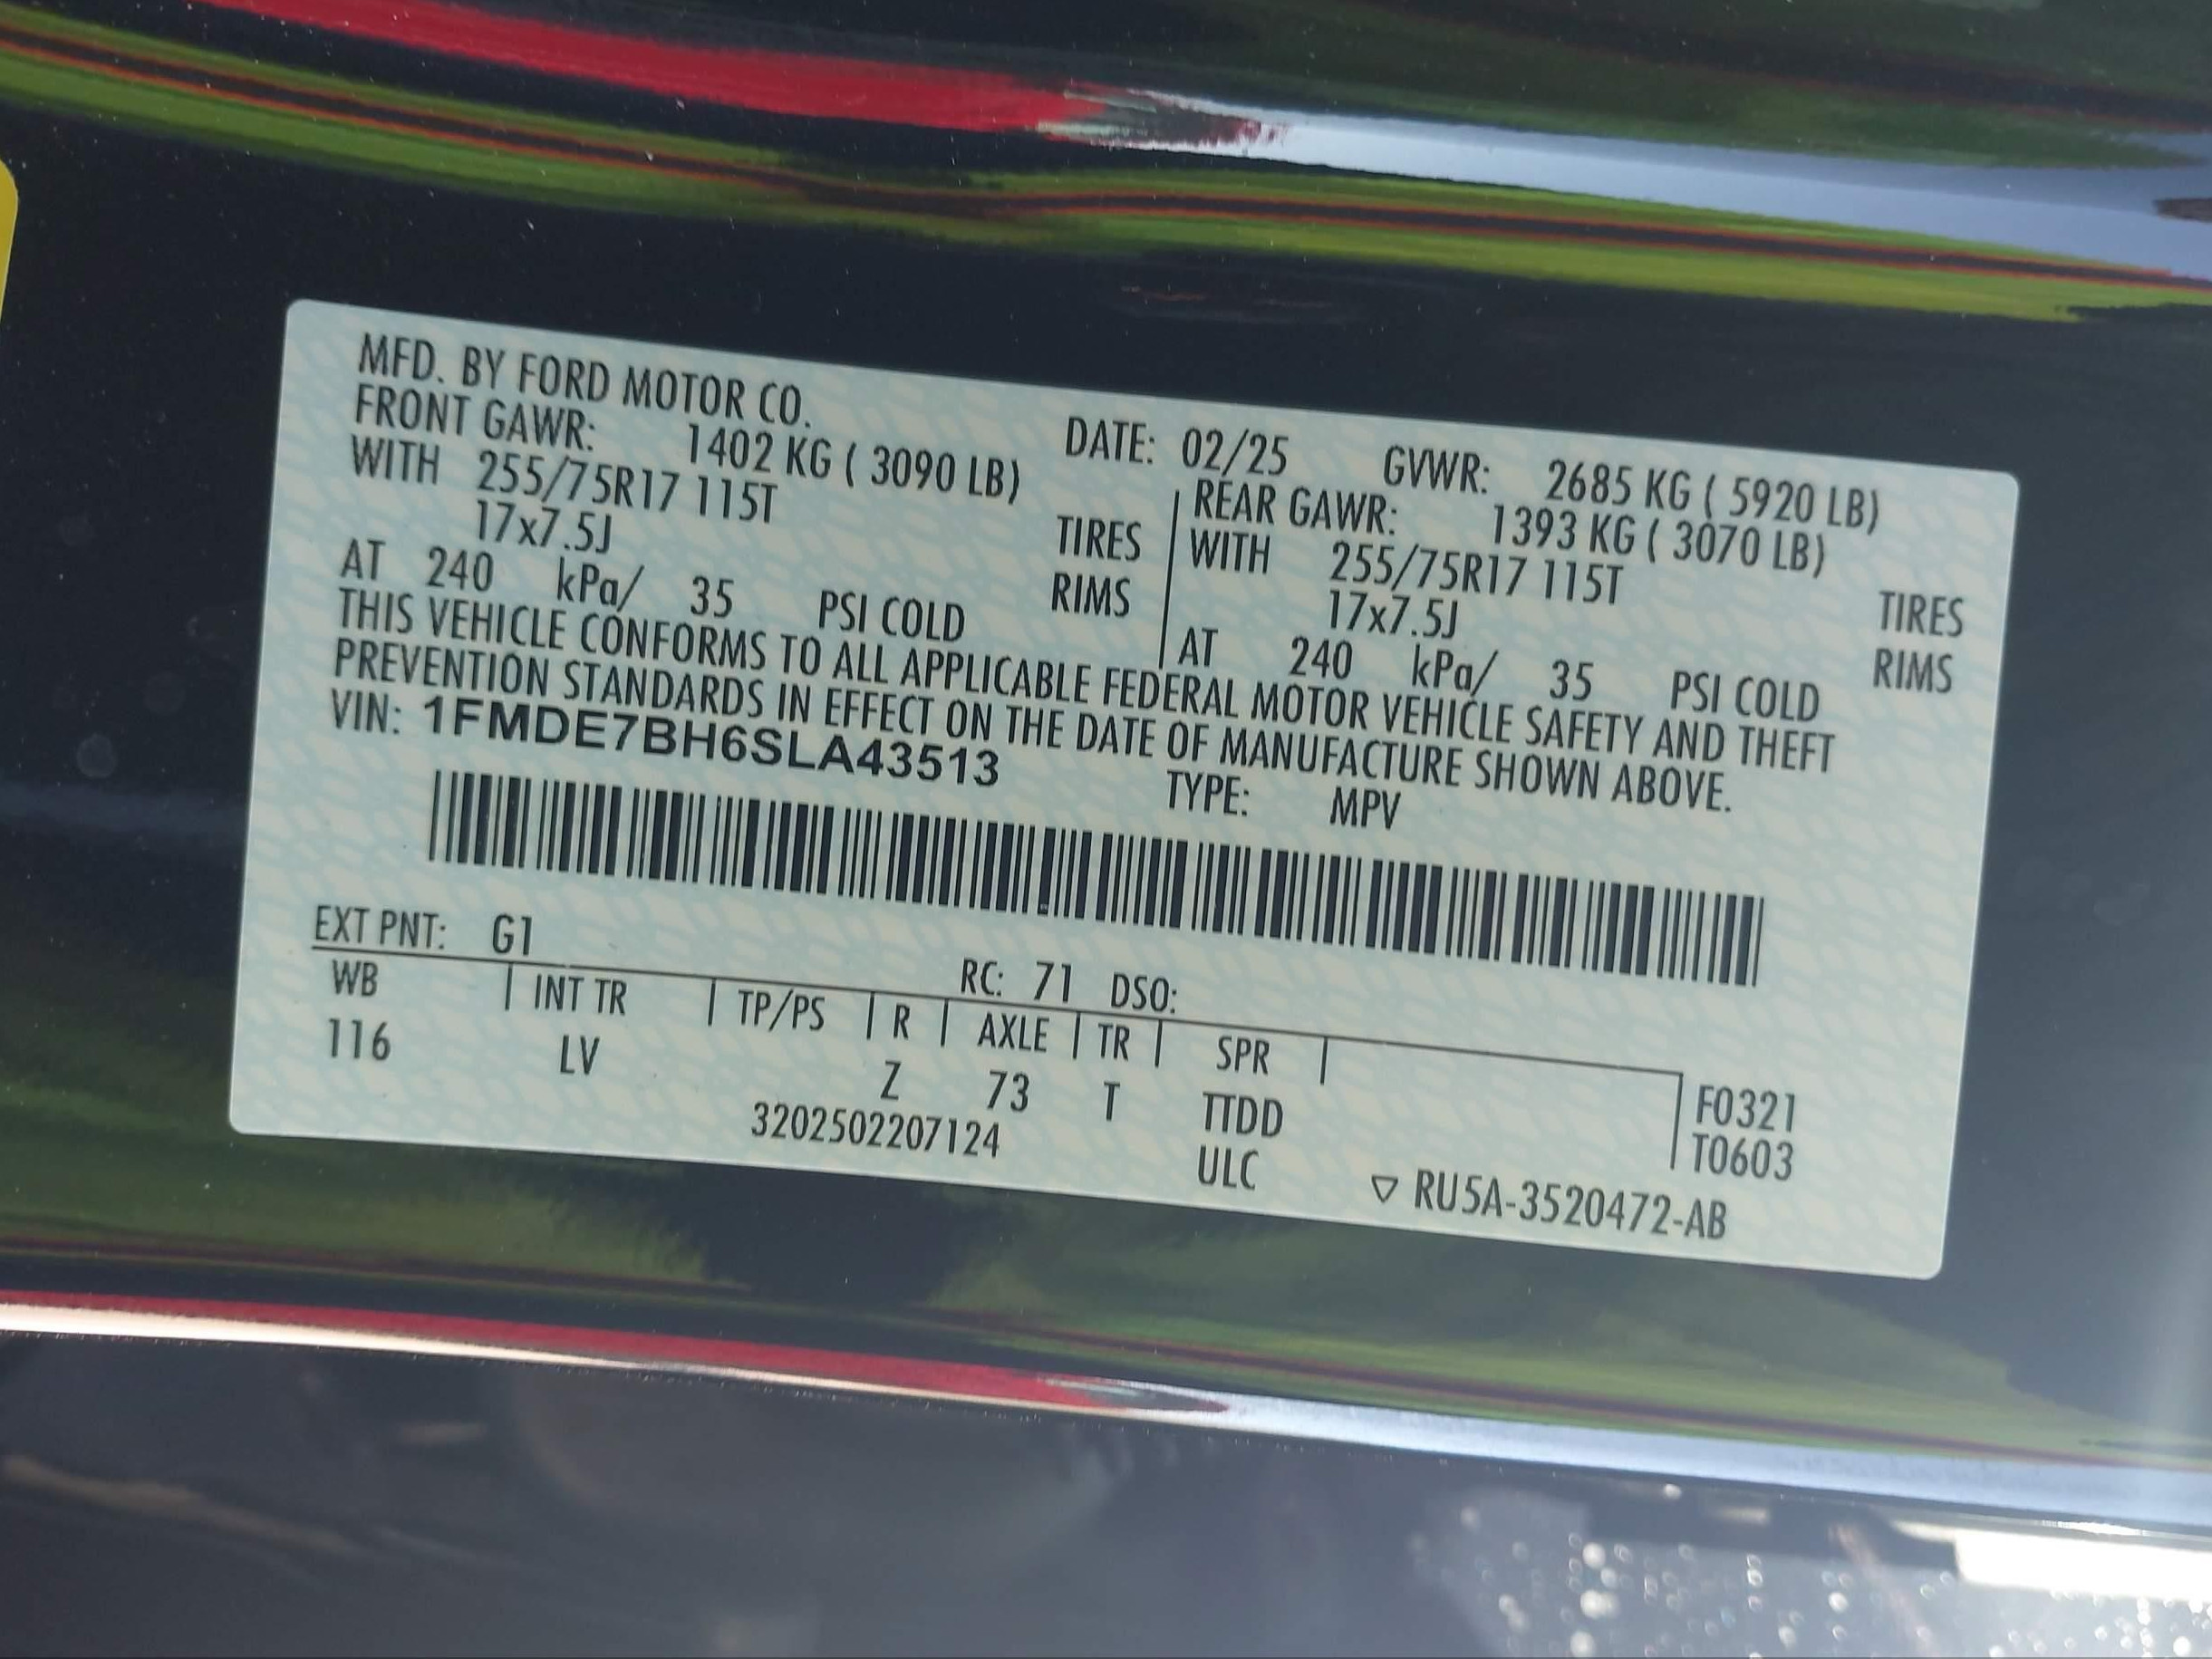 MFD. BY FORD MOTOR CO. DATE: 02/25 GVWR: 2685 KG ( 5920 LB)
FRONT GAWR: 1402 KG ( 3090 LB) REAR GAWR: 1393 KG ( 3070 LB)
WITH 255/75R17 115T TIRES WITH 255/75R17 115T TIRES
17x7.5J RIMS 17x7.5J RIMS
AT 240 kPa/ 35 PSI COLD AT 240 kPa/ 35 PSI COLD
THIS VEHICLE CONFORMS TO ALL APPLICABLE FEDERAL MOTOR VEHICLE SAFETY AND THEFT
PREVENTION STANDARDS IN EFFECT ON THE DATE OF MANUFACTURE SHOWN ABOVE.
VIN: 1FMDE7BH6SLA43513 TYPE: MPV
EXT PNT: G1 RC: 71 DSO:
WB INT TR TP/PS R AXLE TR SPR F0321
116 LV Z 73 T TTDD T0603
3202502207124 ULC ▽ RU5A-3520472-AB